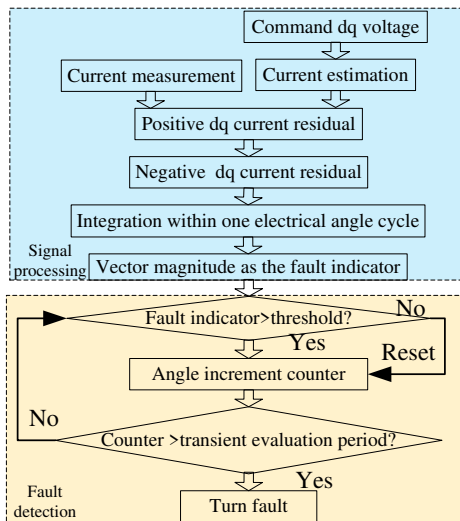 Command dq voltage
Current measurement
Current estimation
Positive dq current residual
Negative dq current residual
Integration within one electrical angle cycle
Signal
processing
Vector magnitude as the fault indicator
Fault indicator>threshold?
No
Yes
Reset
Angle increment counter
No
Counter >transient evaluation period?
Yes
Fault
detection
Turn fault